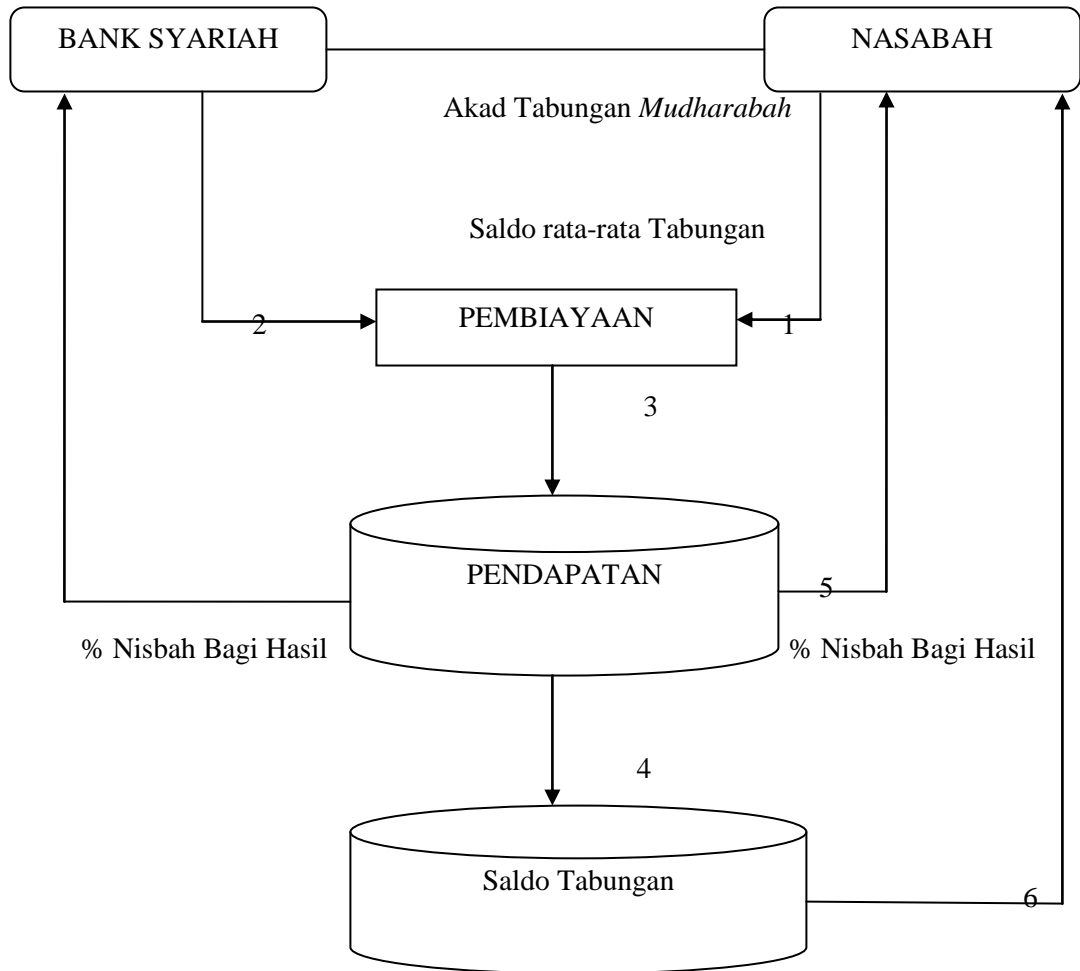 BANK SYARIAH
NASABAH
Akad Tabungan Mudharabah
Saldo rata-rata Tabungan
2
PEMBIAYAAN
1
3
PENDAPATAN
5
% Nisbah Bagi Hasil
% Nisbah Bagi Hasil
4
Saldo Tabungan
6